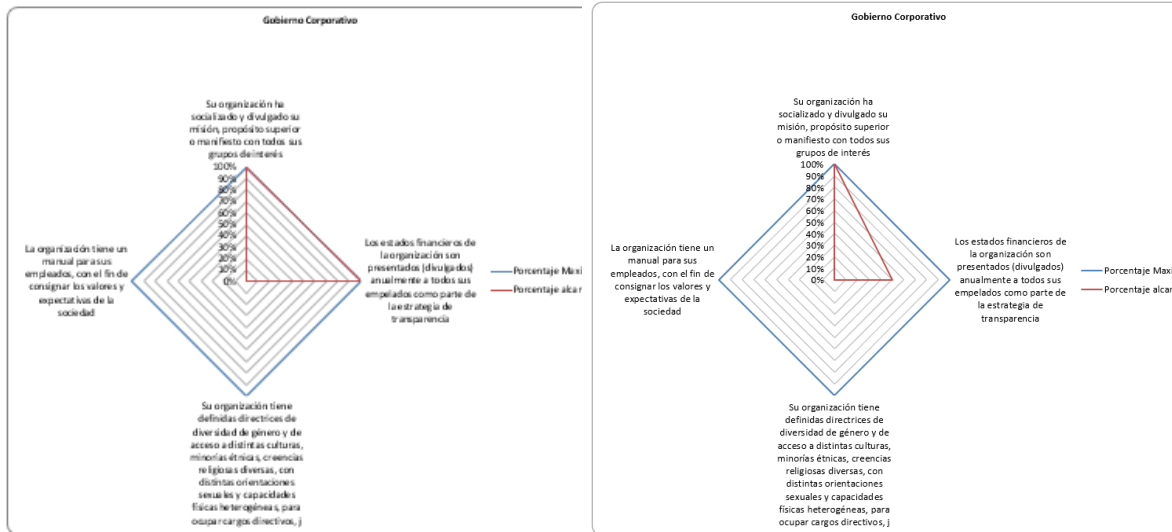 Gobierno Corporativo
Su organización ha
socializado y divulgado su
misión, propósito superior
o manifiesto con todos sus
grupos de interés
100%
90%
80%
70%
60%
50%
40%
30%
20%
10%
0%
La organización tiene un
manual para sus
empleados, con el fin de
consignar los valores y
expectativas de la
sociedad
Los estados financieros de
la organización son
presentados (divulgados)
anualmente a todos sus
empelados como parte de
la estrategia de
transparencia
Porcentaje Maxi
Porcentaje alcar
Su organización tiene
definidas directrices de
diversidad de género y de
acceso a distintas culturas,
minorías étnicas, creencias
religiosas diversas, con
distintas orientaciones
sexuales y capacidades
físicas heterogéneas, para
ocupar cargos directivos, j
Gobierno Corporativo
Su organización ha
socializado y divulgado su
misión, propósito superior
o manifiesto con todos sus
grupos de interés
100%
90%
80%
70%
60%
50%
40%
30%
20%
10%
0%
La organización tiene un
manual para sus
empleados, con el fin de
consignar los valores y
expectativas de la
sociedad
Los estados financieros de
la organización son
presentados (divulgados)
anualmente a todos sus
empelados como parte de
la estrategia de
transparencia
Porcentaje Maxi
Porcentaje alcar
Su organización tiene
definidas directrices de
diversidad de género y de
acceso a distintas culturas,
minorías étnicas, creencias
religiosas diversas, con
distintas orientaciones
sexuales y capacidades
físicas heterogéneas, para
ocupar cargos directivos, j